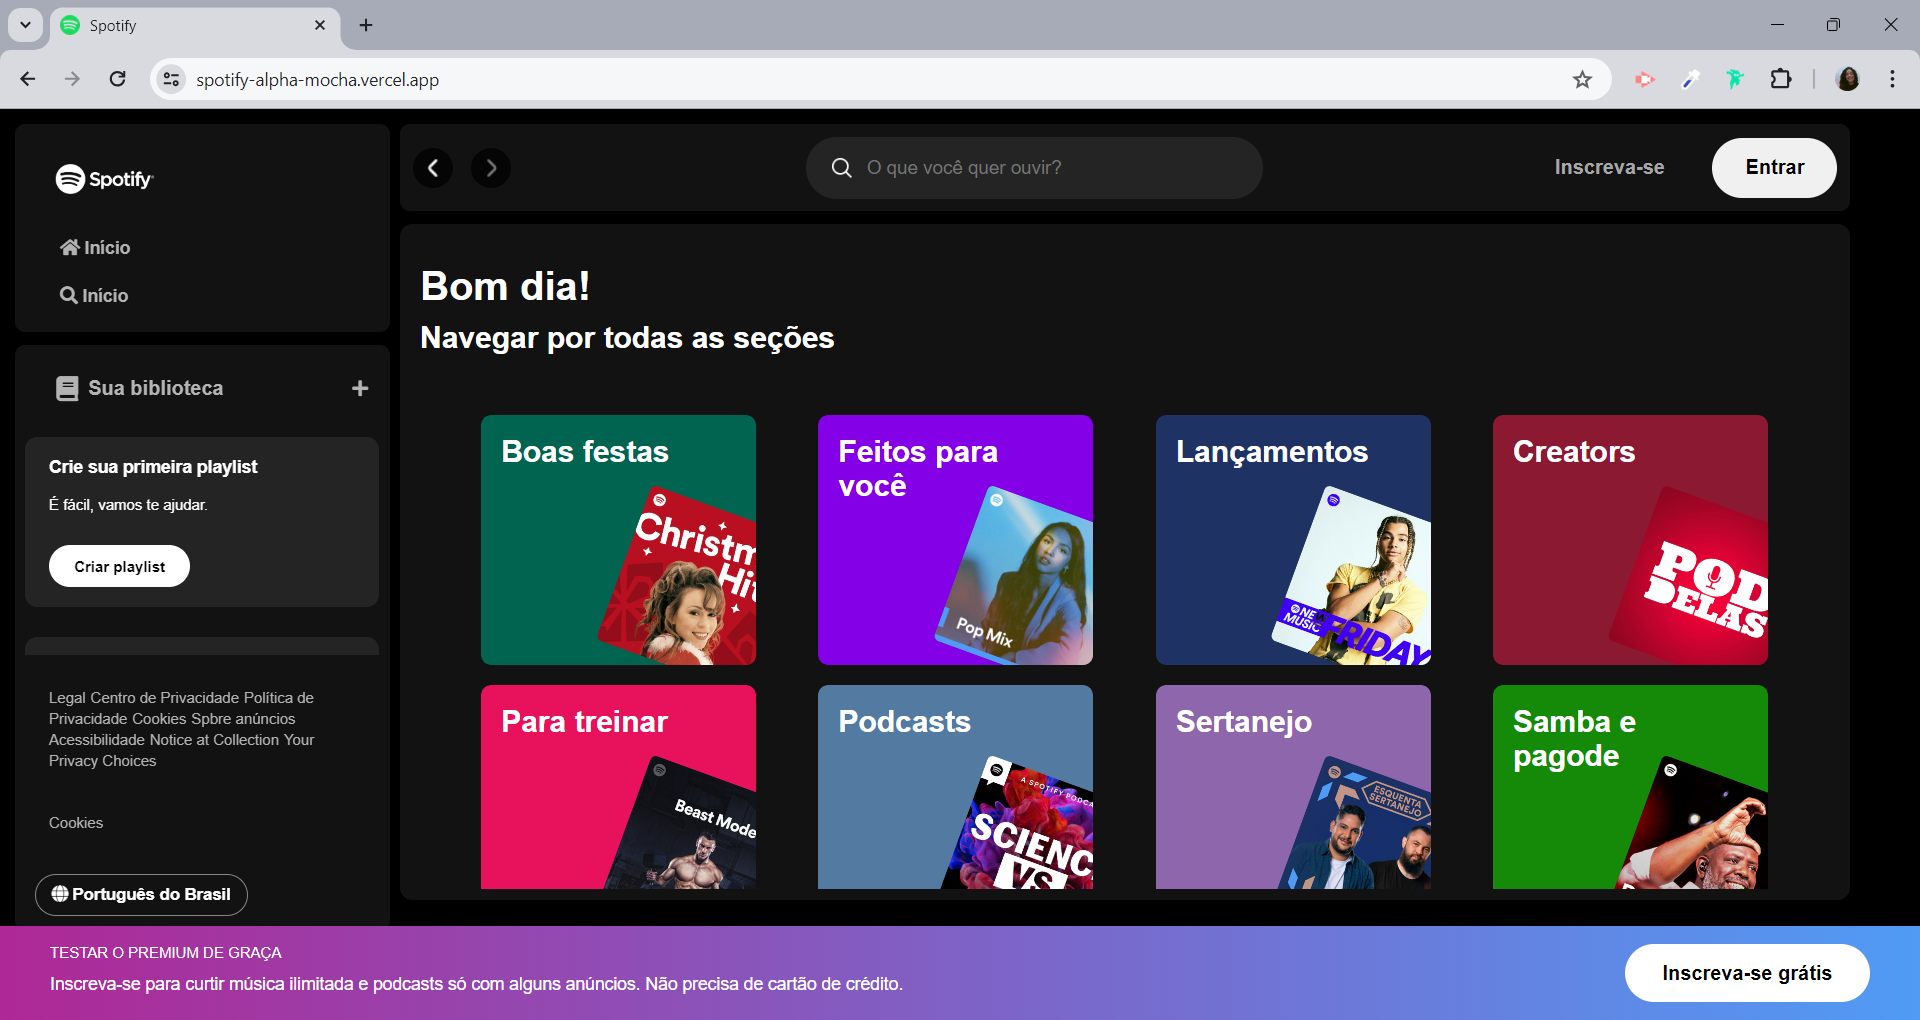 Spotify
spotify-alpha-mocha.vercel.app
Spotify
Início
Início
O que você quer ouvir?
Inscreva-se
Entrar
Sua biblioteca
Crie sua primeira playlist
É fácil, vamos te ajudar.
Criar playlist
Legal Centro de Privacidade Política de
Privacidade Cookies Spbre anúncios
Acessibilidade Notice at Collection Your
Privacy Choices
Cookies
Português do Brasil
Bom dia!
Navegar por todas as seções
Boas festas
Christm
Hit
Feitos para
você
Pop Mix
Lançamentos
NEW
MUSIC
FRIDAY
Creators
POD
DELAS
Para treinar
Beast Mode
Podcasts
A SPOTIFY PODCA
SCIENC
VS
Sertanejo
ESQUENTA
SERTANEJO
Samba e
pagode
TESTAR O PREMIUM DE GRAÇA
Inscreva-se para curtir música ilimitada e podcasts só com alguns anúncios. Não precisa de cartão de crédito.
Inscreva-se grátis